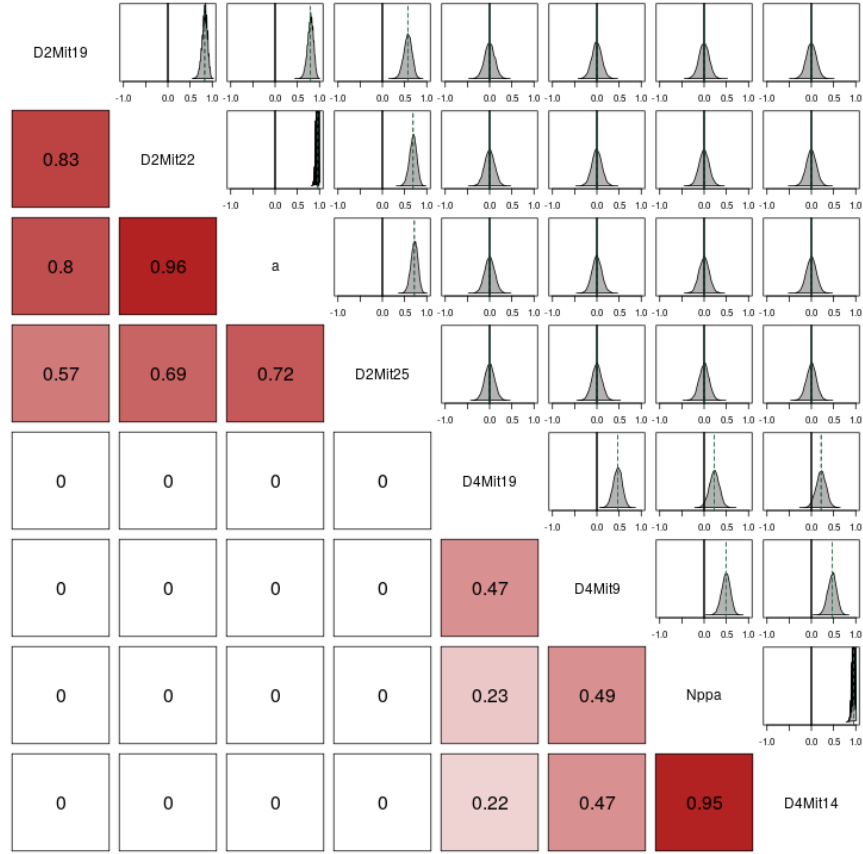 D2Mit19
-1.0 0.0 0.5 1.0 -1.0 0.0 0.5 1.0 -1.0 0.0 0.5 1.0 -1.0 0.0 0.5 1.0 -1.0 0.0 0.5 1.0 -1.0 0.0 0.5 1.0 -1.0 0.0 0.5 1.0
0.83 D2Mit22
-1.0 0.0 0.5 1.0 -1.0 0.0 0.5 1.0 -1.0 0.0 0.5 1.0 -1.0 0.0 0.5 1.0 -1.0 0.0 0.5 1.0 -1.0 0.0 0.5 1.0
0.8 0.96 a
-1.0 0.0 0.5 1.0 -1.0 0.0 0.5 1.0 -1.0 0.0 0.5 1.0 -1.0 0.0 0.5 1.0 -1.0 0.0 0.5 1.0
0.57 0.69 0.72 D2Mit25
-1.0 0.0 0.5 1.0 -1.0 0.0 0.5 1.0 -1.0 0.0 0.5 1.0 -1.0 0.0 0.5 1.0
0 0 0 0 D4Mit19
-1.0 0.0 0.5 1.0 -1.0 0.0 0.5 1.0 -1.0 0.0 0.5 1.0
0 0 0 0 0.47 D4Mit9
-1.0 0.0 0.5 1.0 -1.0 0.0 0.5 1.0
0 0 0 0 0.23 0.49 Nppa
-1.0 0.0 0.5 1.0
0 0 0 0 0.22 0.47 0.95 D4Mit14